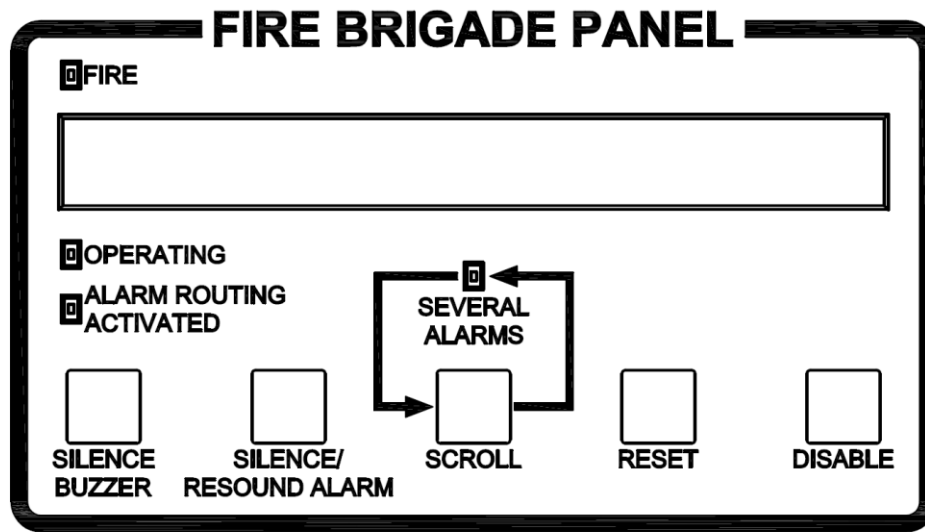 FIRE BRIGADE PANEL
FIRE
OPERATING
ALARM ROUTING
ACTIVATED
SEVERAL
ALARMS
SILENCE
BUZZER
SILENCE/
RESOUND ALARM
SCROLL
RESET
DISABLE